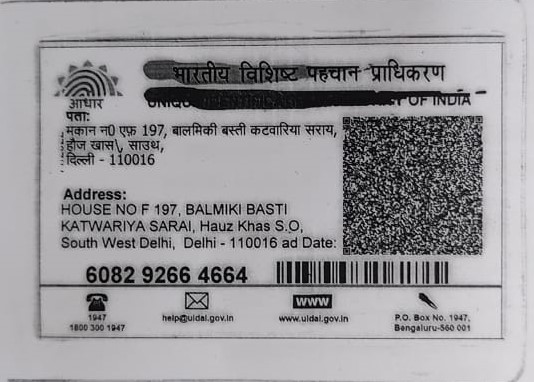 भारतीय विशिष्ट पहचान प्राधिकरण
आधार
OF INDIA
पता:
मकान न0 एफ़ 197, बालमिकी बस्ती कटवारिया सराय,
हौज खास\, साउथ,
दिल्ली - 110016
Address:
HOUSE NO F 197, BALMIKI BASTI
KATWARIYA SARAI, Hauz Khas S.O,
South West Delhi, Delhi - 110016 ad Date:
6082 9266 4664
1947
1800 300 1947
help@uidai.gov.in
www
www.uidai.gov.in
P.O. Box No. 1947,
Bengaluru-560 001